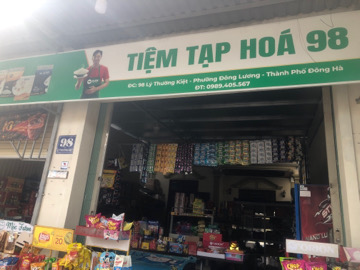 TIỆM TẠP HOÁ 98
ĐC: 98 Lý Thường Kiệt - Phường Đông Lương - Thành Phố Đông Hà
ĐT: 0989.405.567
98